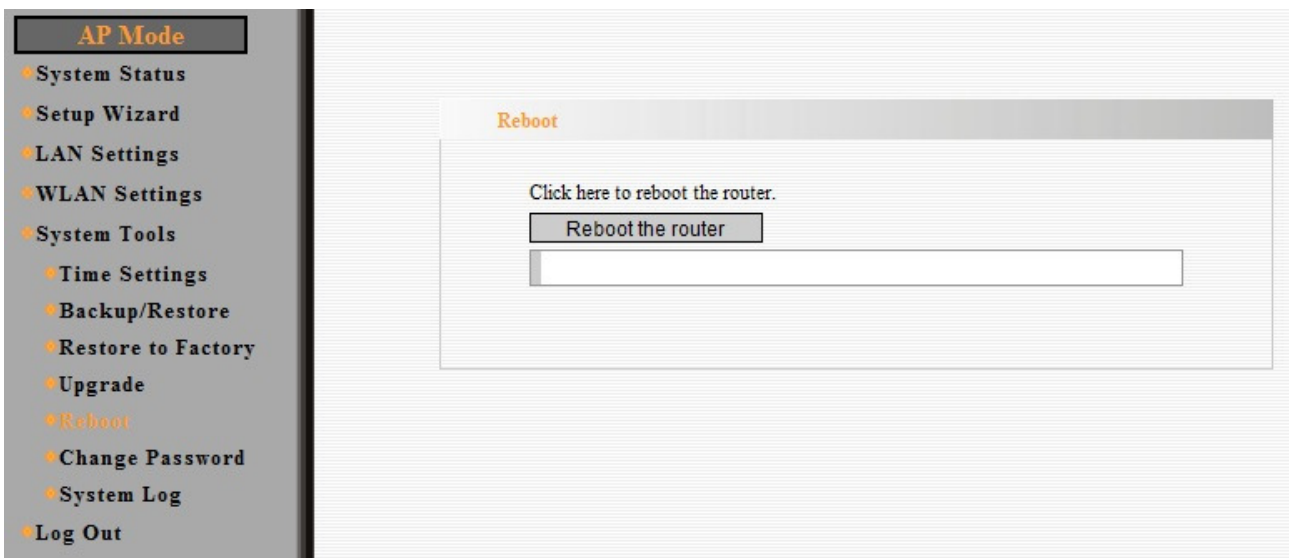 AP Mode
System Status
Setup Wizard
LAN Settings
WLAN Settings
System Tools
Time Settings
Backup/Restore
Restore to Factory
Upgrade
Reboot
Change Password
System Log
Log Out
Reboot
Click here to reboot the router.
Reboot the router